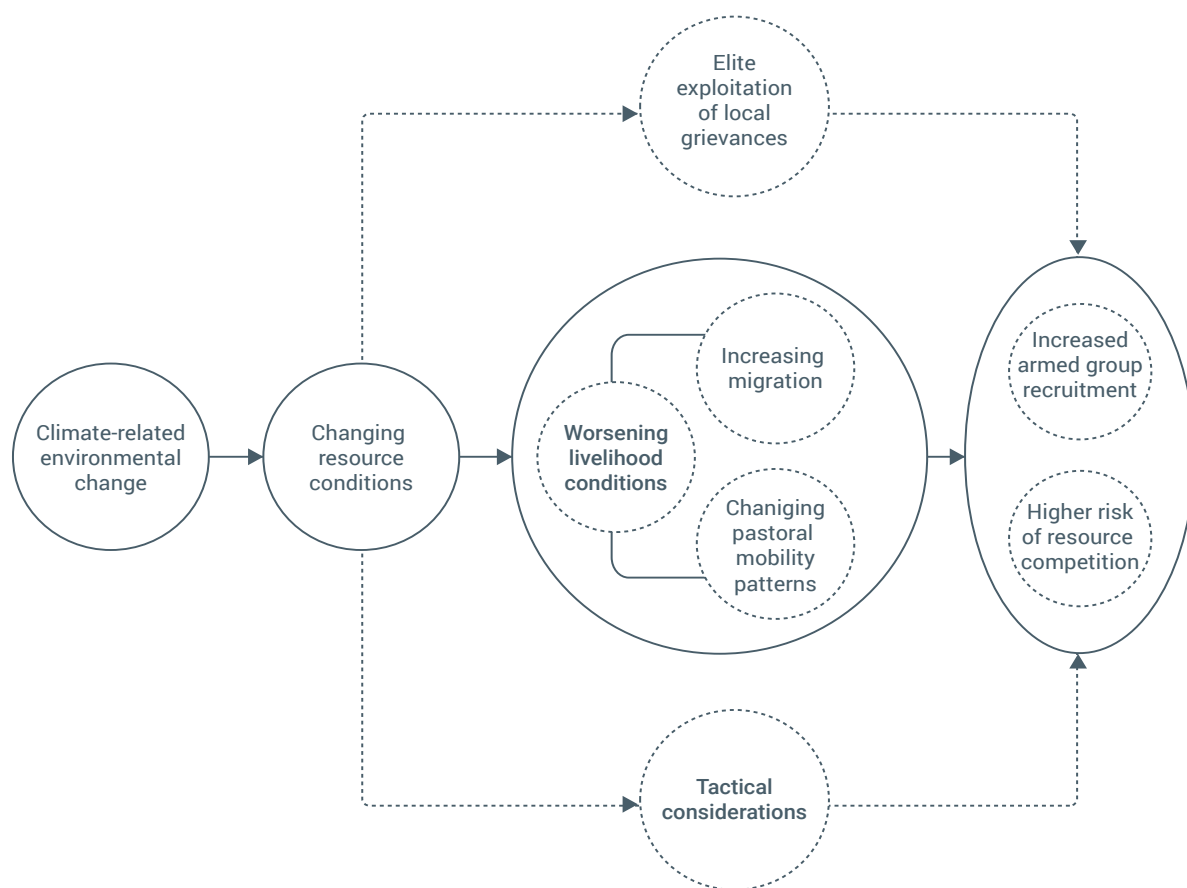 Elite
exploitation
of local
grievances
Climate-related
environmental
change
Changing
resource
conditions
Worsening
livelihood
conditions
Increasing
migration
Chaniging
pastoral
mobility
patterns
Increased
armed group
recruitment
Higher risk
of resource
competition
Tactical
considerations